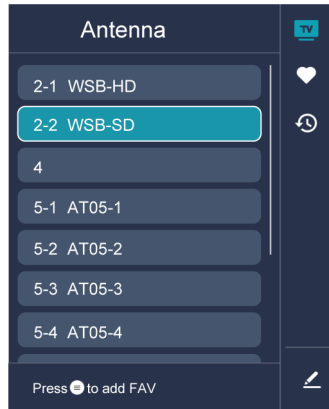 Antenna
TV
2-1 WSB-HD
2-2 WSB-SD
4
5-1 AT05-1
5-2 AT05-2
5-3 AT05-3
5-4 AT05-4
Press to add FAV